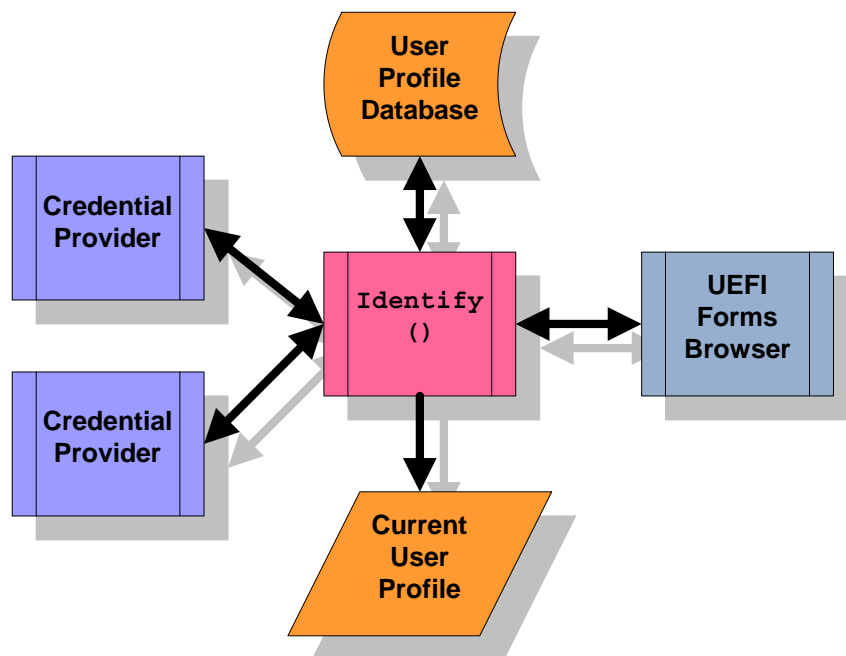 User
Profile
Database
Credential
Provider
Identify
()
UEFI
Forms
Browser
Credential
Provider
Current
User
Profile